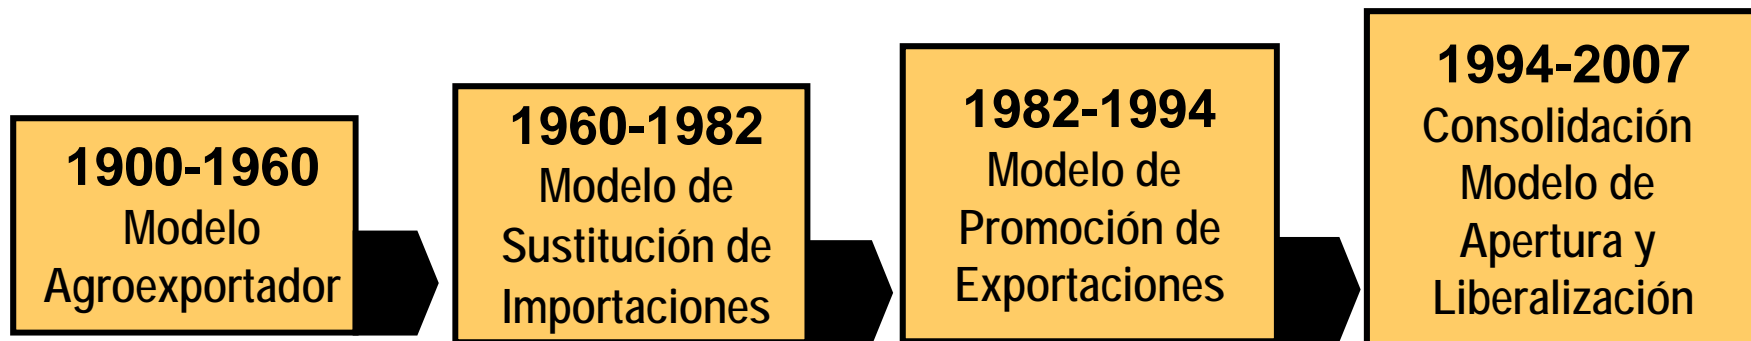 1900-1960
Modelo
Agroexportador
1960-1982
Modelo de
Sustitución de
Importaciones
1982-1994
Modelo de
Promoción de
Exportaciones
1994-2007
Consolidación
Modelo de
Apertura y
Liberalización